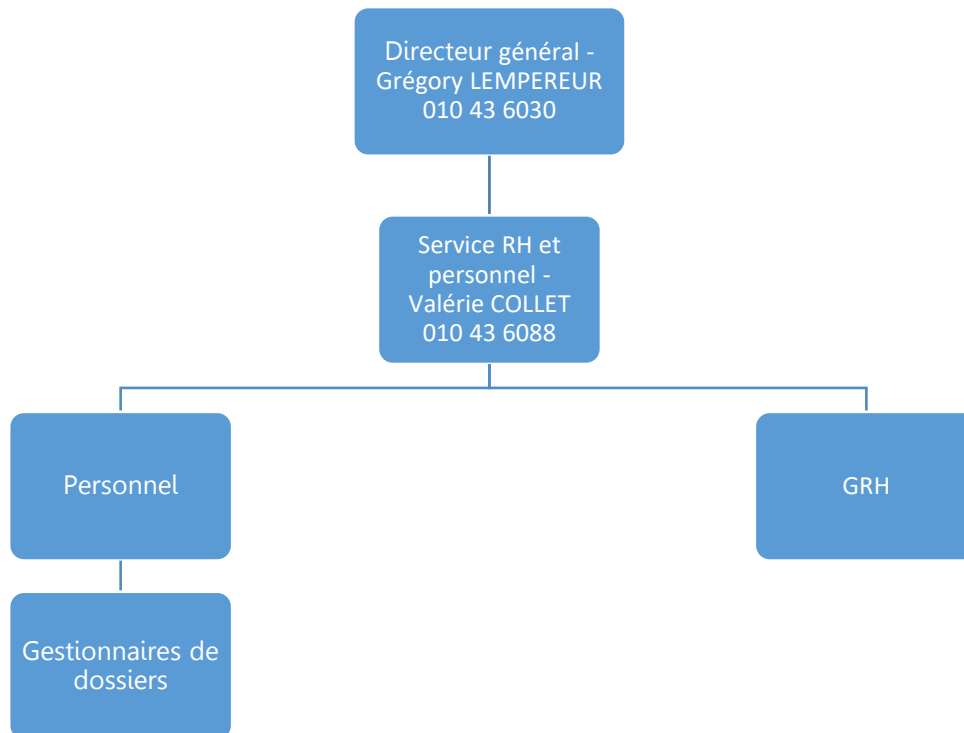 Directeur général -
Grégory LEMPEREUR
010 43 6030
Service RH et
personnel -
Valérie COLLET
010 43 6088
Personnel
GRH
Gestionnaires de
dossiers